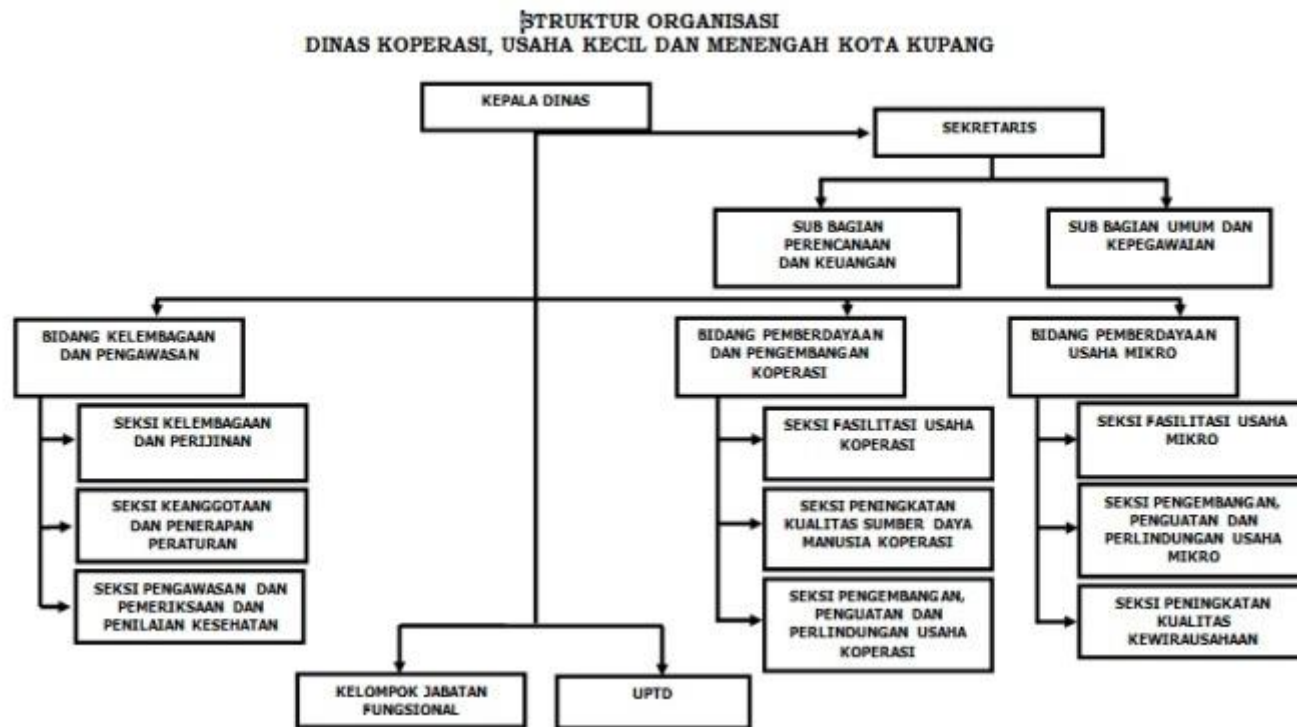 STRUKTUR ORGANISASI
DINAS KOPERASI, USAHA KECIL DAN MENENGAH KOTA KUPANG
KEPALA DINAS
SEKRETARIS
SUB BAGIAN
PERENCANAAN
DAN KEUANGAN
SUB BAGIAN UMUM DAN
KEPEGAWAIAN
BIDANG KELEMBAGAAN
DAN PENGAWASAN
SEKSI KELEMBAGAAN
DAN PERIJINAN
SEKSI KEANGGOTAAN
DAN PENERAPAN
PERATURAN
SEKSI PENGAWASAN DAN
PEMERIKSAAN DAN
PENILAIAN KESEHATAN
BIDANG PEMBERDAYAAN
DAN PENGEMBANGAN
KOPERASI
SEKSI FASILITASI USAHA
KOPERASI
SEKSI PENINGKATAN
KUALITAS SUMBER DAYA
MANUSIA KOPERASI
SEKSI PENGEMBANGAN,
PENGUATAN DAN
PERLINDUNGAN USAHA
KOPERASI
BIDANG PEMBERDAYAAN
USAHA MIKRO
SEKSI FASILITASI USAHA
MIKRO
SEKSI PENGEMBANGAN,
PENGUATAN DAN
PERLINDUNGAN USAHA
MIKRO
SEKSI PENINGKATAN
KUALITAS
KEWIRAUSAHAAN
KELOMPOK JABATAN
FUNGSIONAL
UPTD